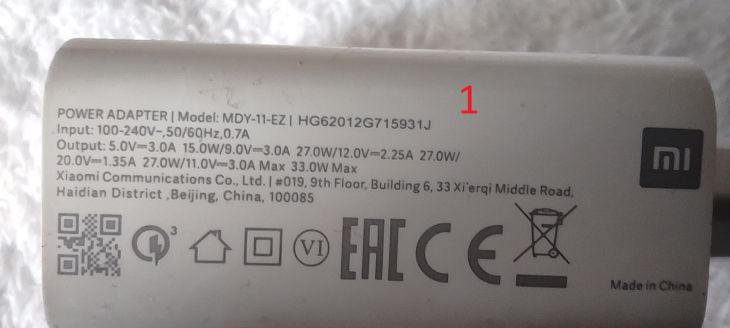 1
POWER ADAPTER | Model: MDY-11-EZ | HG62012G715931J
Input: 100-240V~,50/60Hz,0.7A
Output: 5.0V⎓3.0A 15.0W/9.0V⎓3.0A 27.0W/12.0V⎓2.25A 27.0W/
20.0V⎓1.35A 27.0W/11.0V⎓3.0A Max 33.0W Max
Xiaomi Communications Co., Ltd. | #019, 9th Floor, Building 6, 33 Xi'erqi Middle Road,
Haidian District ,Beijing, China, 100085
mi
3
VI
EAC CE
Made in China